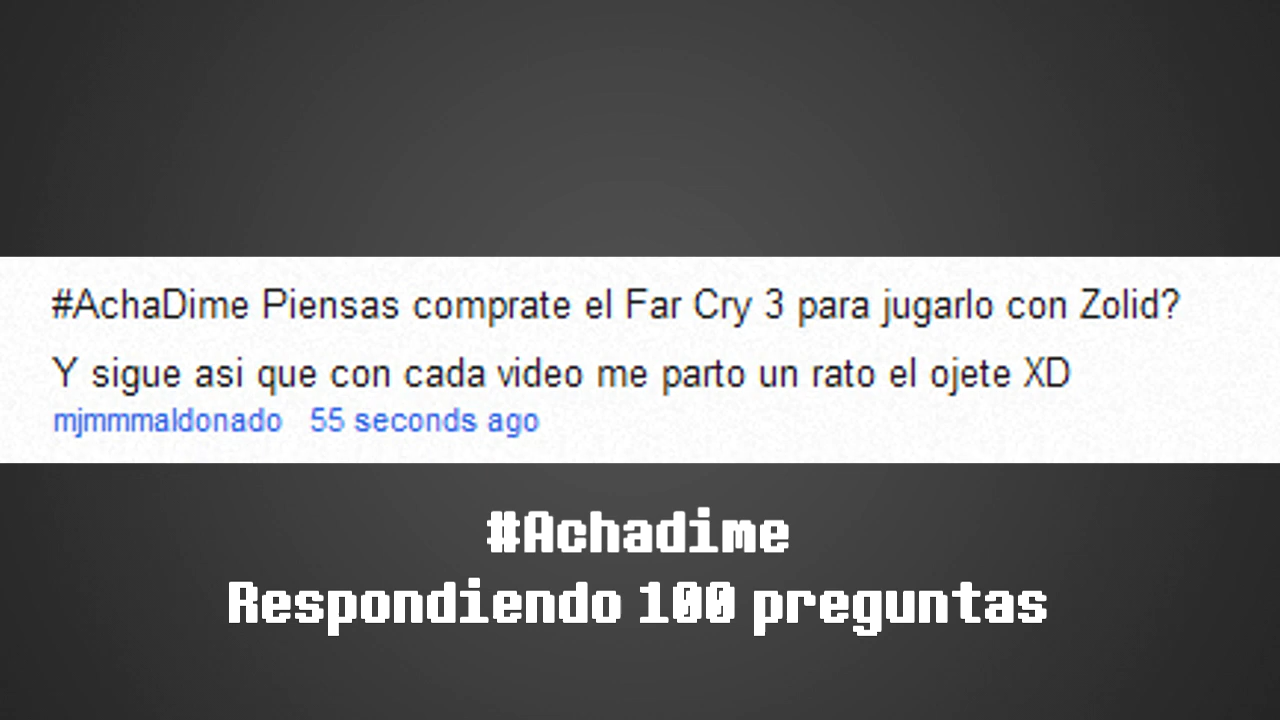 #AchaDime Piensas comprate el Far Cry 3 para jugarlo con Zolid?
Y sigue asi que con cada video me parto un rato el ojete XD
mjmmmaldonado 55 seconds ago
#Achadime
Respondiendo 100 preguntas